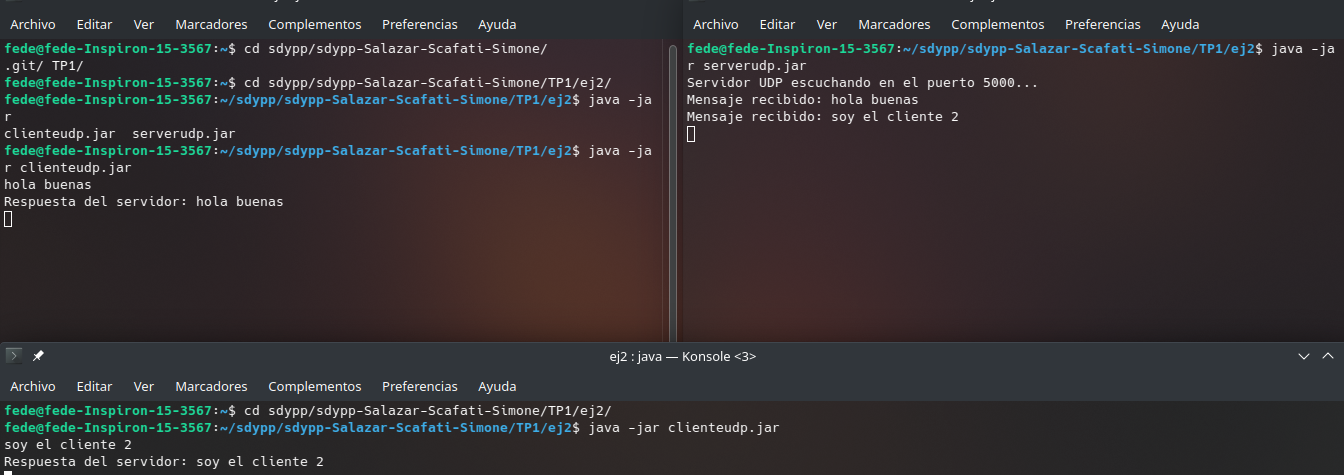 Archivo Editar Ver Marcadores Complementos Preferencias Ayuda
fede@fede-Inspiron-15-3567:~$ cd sdypp/sdypp-Salazar-Scafati-Simone/
.git/ TP1/
fede@fede-Inspiron-15-3567:~$ cd sdypp/sdypp-Salazar-Scafati-Simone/TP1/ej2/
fede@fede-Inspiron-15-3567:~/sdypp/sdypp-Salazar-Scafati-Simone/TP1/ej2$ java -ja
r
clienteudp.jar  serverudp.jar
fede@fede-Inspiron-15-3567:~/sdypp/sdypp-Salazar-Scafati-Simone/TP1/ej2$ java -ja
r clienteudp.jar
hola buenas
Respuesta del servidor: hola buenas
Archivo Editar Ver Marcadores Complementos Preferencias Ayuda
fede@fede-Inspiron-15-3567:~/sdypp/sdypp-Salazar-Scafati-Simone/TP1/ej2$ java -ja
r serverudp.jar
Servidor UDP escuchando en el puerto 5000...
Mensaje recibido: hola buenas
Mensaje recibido: soy el cliente 2
ej2 : java — Konsole <3>
Archivo Editar Ver Marcadores Complementos Preferencias Ayuda
fede@fede-Inspiron-15-3567:~$ cd sdypp/sdypp-Salazar-Scafati-Simone/TP1/ej2/
fede@fede-Inspiron-15-3567:~/sdypp/sdypp-Salazar-Scafati-Simone/TP1/ej2$ java -jar clienteudp.jar
soy el cliente 2
Respuesta del servidor: soy el cliente 2